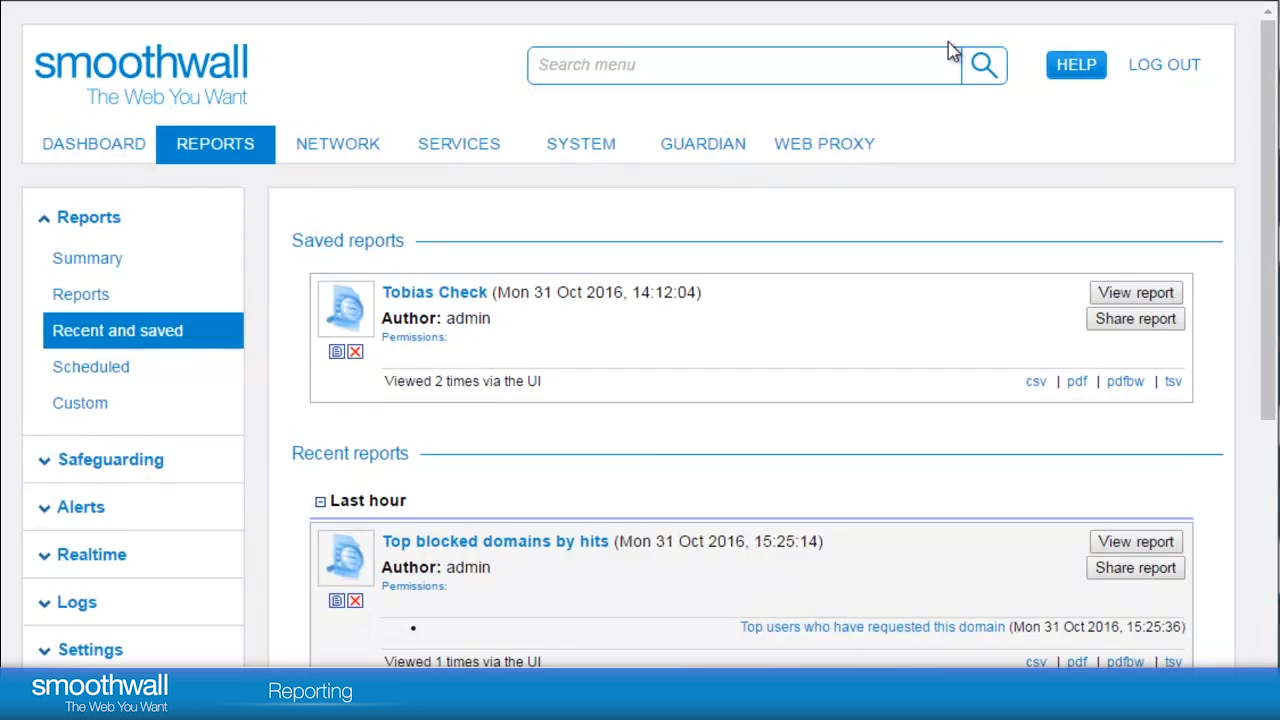 smoothwall
The Web You Want
Search menu
HELP
LOG OUT
DASHBOARD
REPORTS
NETWORK
SERVICES
SYSTEM
GUARDIAN
WEB PROXY
Reports
Summary
Reports
Recent and saved
Scheduled
Custom
Safeguarding
Alerts
Realtime
Logs
Settings
Saved reports
Tobias Check (Mon 31 Oct 2016, 14:12:04)
View report
Author: admin
Share report
Permissions:
Viewed 2 times via the UI
csv | pdf | pdfbw | tsv
Recent reports
Last hour
Top blocked domains by hits (Mon 31 Oct 2016, 15:25:14)
View report
Author: admin
Share report
Permissions:
• Top users who have requested this domain (Mon 31 Oct 2016, 15:25:36)
Viewed 1 times via the UI
csv | pdf | pdfbw | tsv
smoothwall
The Web You Want
Reporting